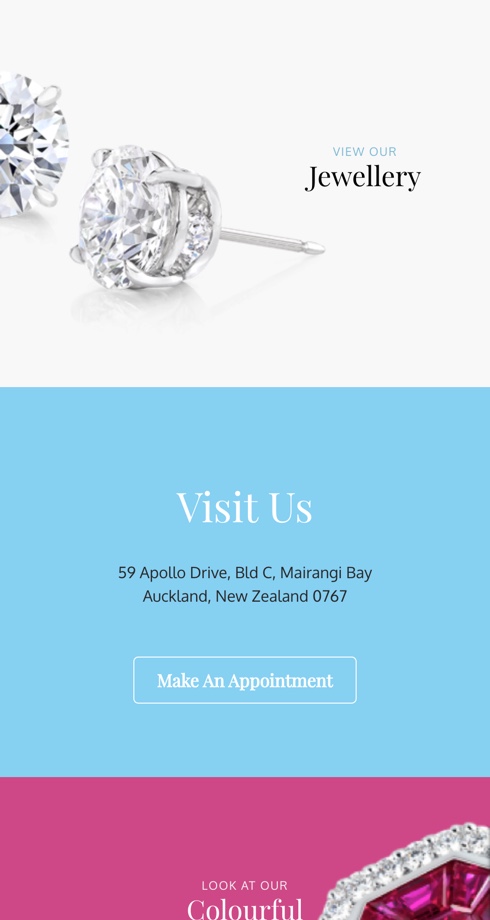 VIEW OUR
Jewellery
Visit Us
59 Apollo Drive, Bld C, Mairangi Bay
Auckland, New Zealand 0767
Make An Appointment
LOOK AT OUR
Colourful